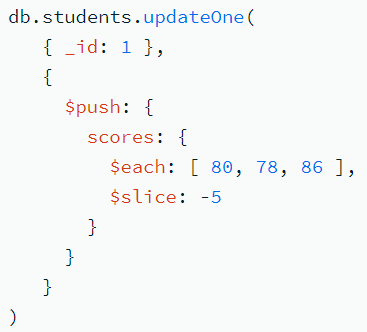 db.students.updateOne(
   { _id: 1 },
   {
     $push: {
       scores: {
         $each: [ 80, 78, 86 ],
         $slice: -5
       }
     }
   }
)